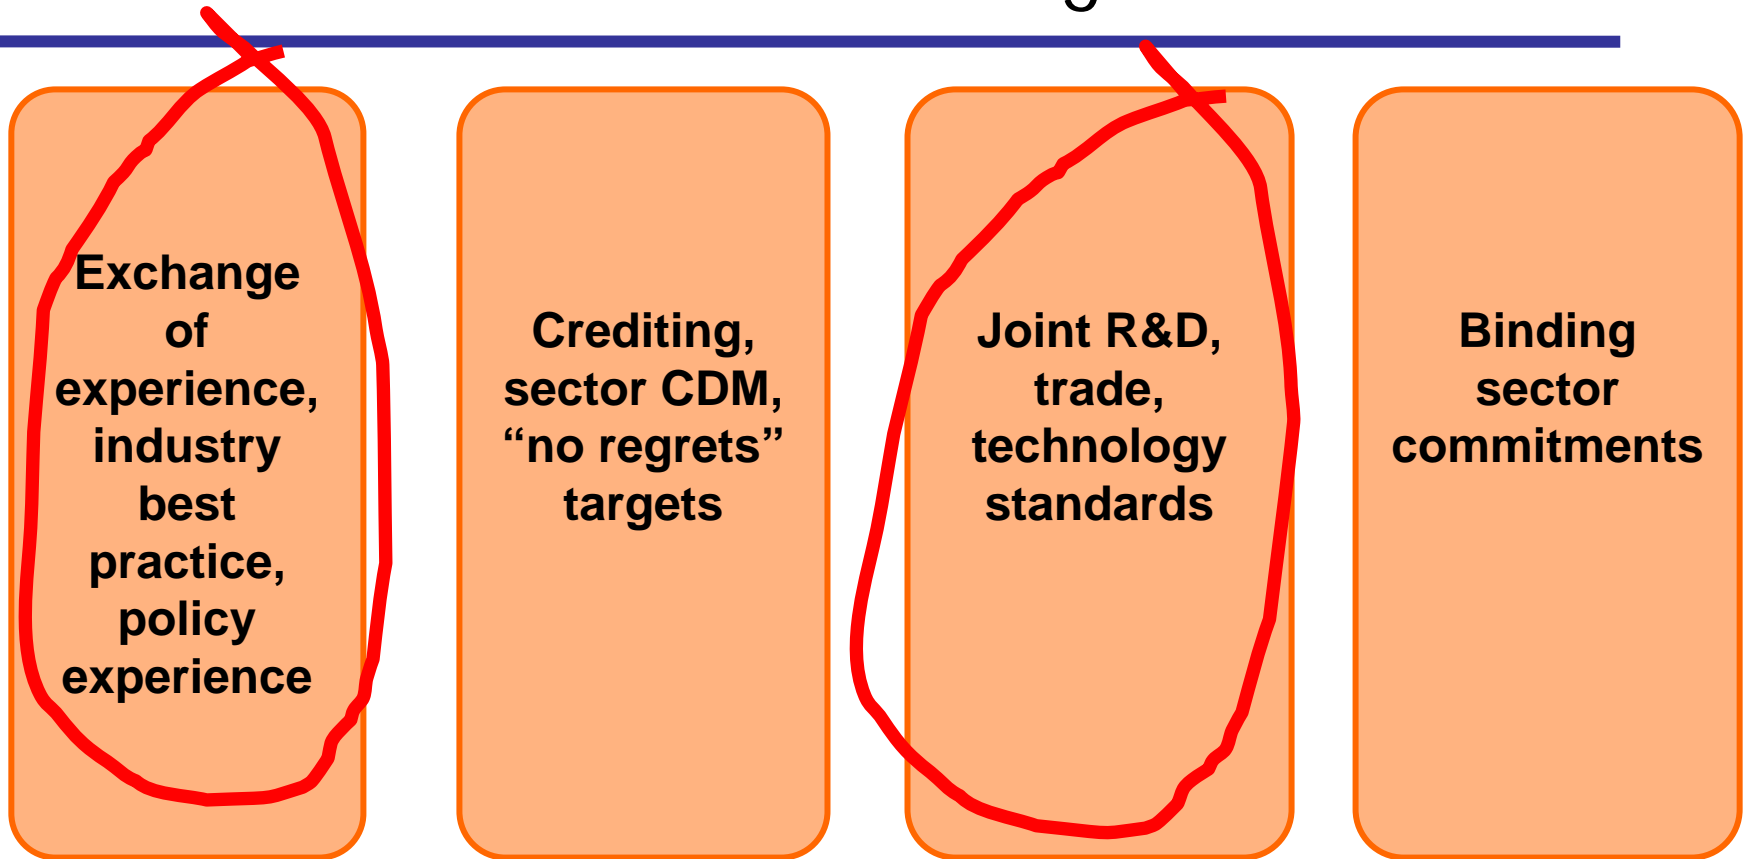 Exchange
of
experience,
industry
best
practice,
policy
experience
Crediting,
sector CDM,
“no regrets”
targets
Joint R&D,
trade,
technology
standards
Binding
sector
commitments